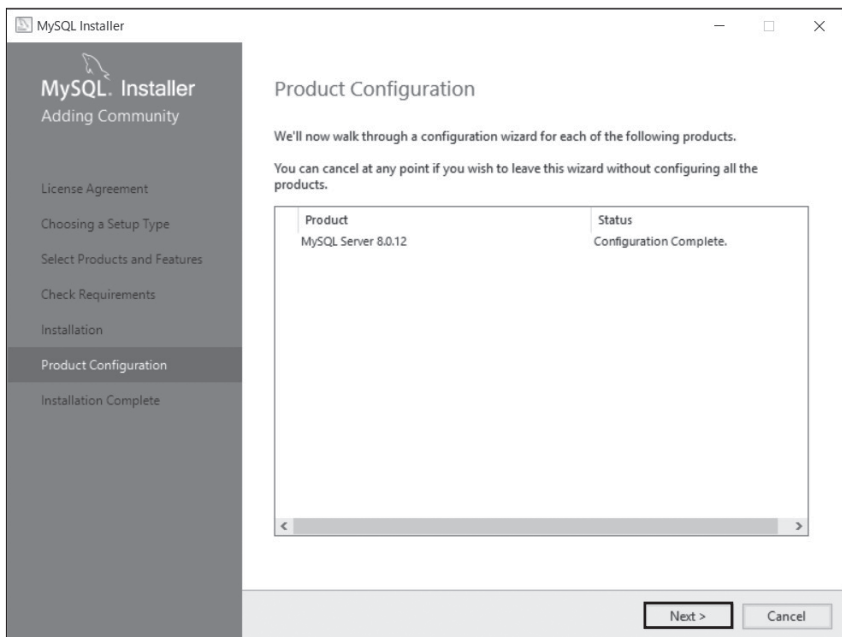 MySQL Installer
MySQL. Installer
Adding Community
License Agreement
Choosing a Setup Type
Select Products and Features
Check Requirements
Installation
Product Configuration
Installation Complete
Product Configuration
We'll now walk through a configuration wizard for each of the following products.
You can cancel at any point if you wish to leave this wizard without configuring all the
products.
Product Status
MySQL Server 8.0.12 Configuration Complete.
Next > Cancel